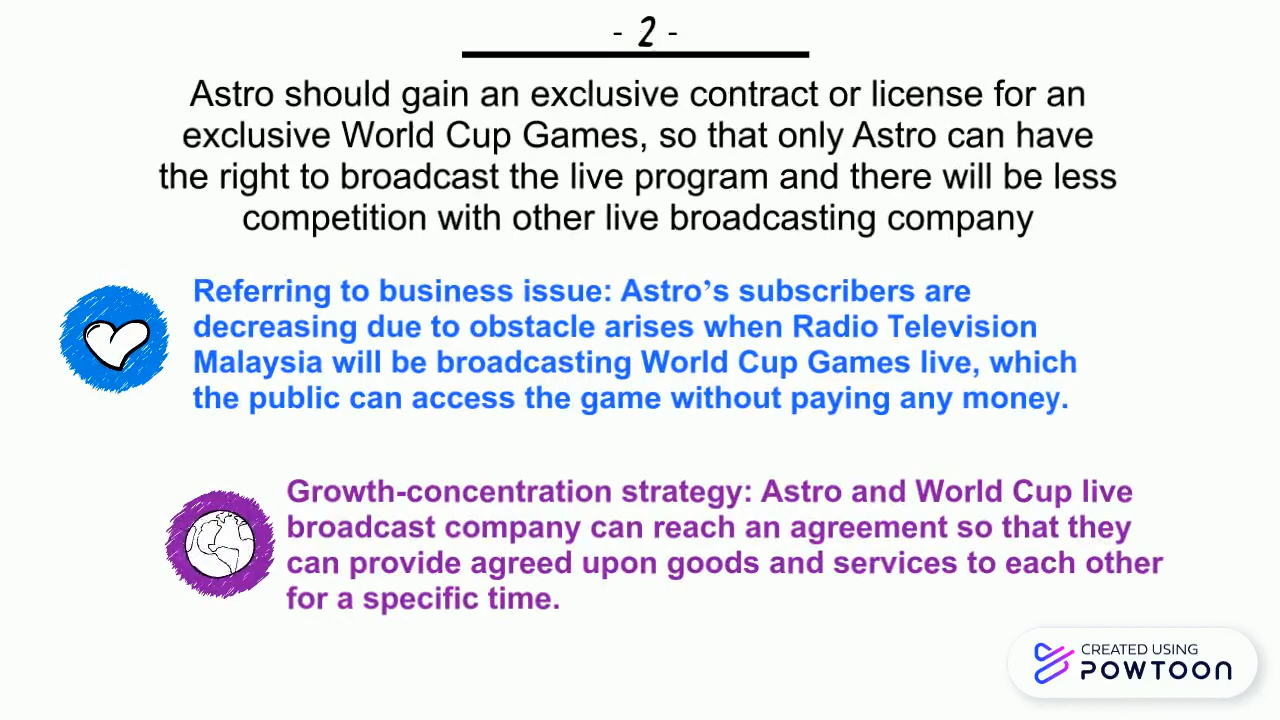 - 2 -
Astro should gain an exclusive contract or license for an
exclusive World Cup Games, so that only Astro can have
the right to broadcast the live program and there will be less
competition with other live broadcasting company
Referring to business issue: Astro’s subscribers are
decreasing due to obstacle arises when Radio Television
Malaysia will be broadcasting World Cup Games live, which
the public can access the game without paying any money.
Growth-concentration strategy: Astro and World Cup live
broadcast company can reach an agreement so that they
can provide agreed upon goods and services to each other
for a specific time.
CREATED USING
POWTOON